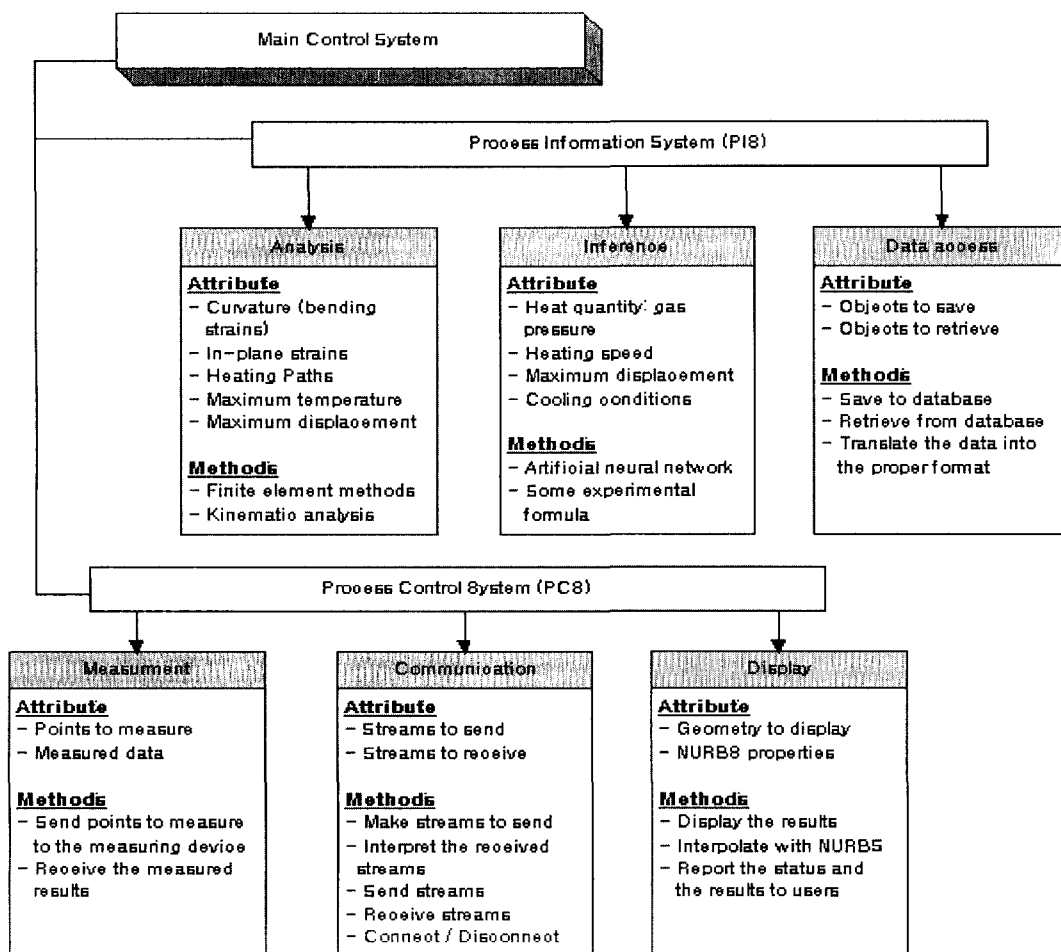 Main Control System
Process Information System (PIS)
Analysis
Attribute
- Curvature (bending
strains)
- In-plane strains
- Heating Paths
- Maximum temperature
- Maximum displacement
Methods
- Finite element methods
- Kinematic analysis
Inference
Attribute
- Heat quantity: gas
pressure
- Heating speed
- Maximum displacement
- Cooling conditions
Methods
- Artificial neural network
- Some experimental
formula
Data access
Attribute
- Objects to save
- Objects to retrieve
Methods
- Save to database
- Retrieve from database
- Translate the data into
the proper format
Process Control System (PCS)
Measurment
Attribute
- Points to measure
- Measured data
Methods
- Send points to measure
to the measuring device
- Receive the measured
results
Communication
Attribute
- Streams to send
- Streams to receive
Methods
- Make streams to send
- Interpret the received
streams
- Send streams
- Receive streams
- Connect / Disconnect
Display
Attribute
- Geometry to display
- NURBS properties
Methods
- Display the results
- Interpolate with NURBS
- Report the status and
the results to users